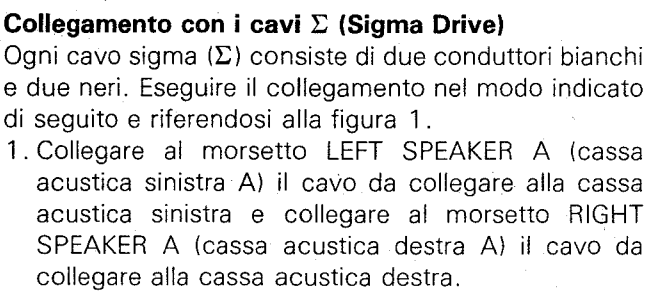 Collegamento con i cavi Σ (Sigma Drive)
Ogni cavo sigma (Σ) consiste di due conduttori bianchi
e due neri. Eseguire il collegamento nel modo indicato
di seguito e riferendosi alla figura 1.
1. Collegare al morsetto LEFT SPEAKER A (cassa
acustica sinistra A) il cavo da collegare alla cassa
acustica sinistra e collegare al morsetto RIGHT
SPEAKER A (cassa acustica destra A) il cavo da
collegare alla cassa acustica destra.